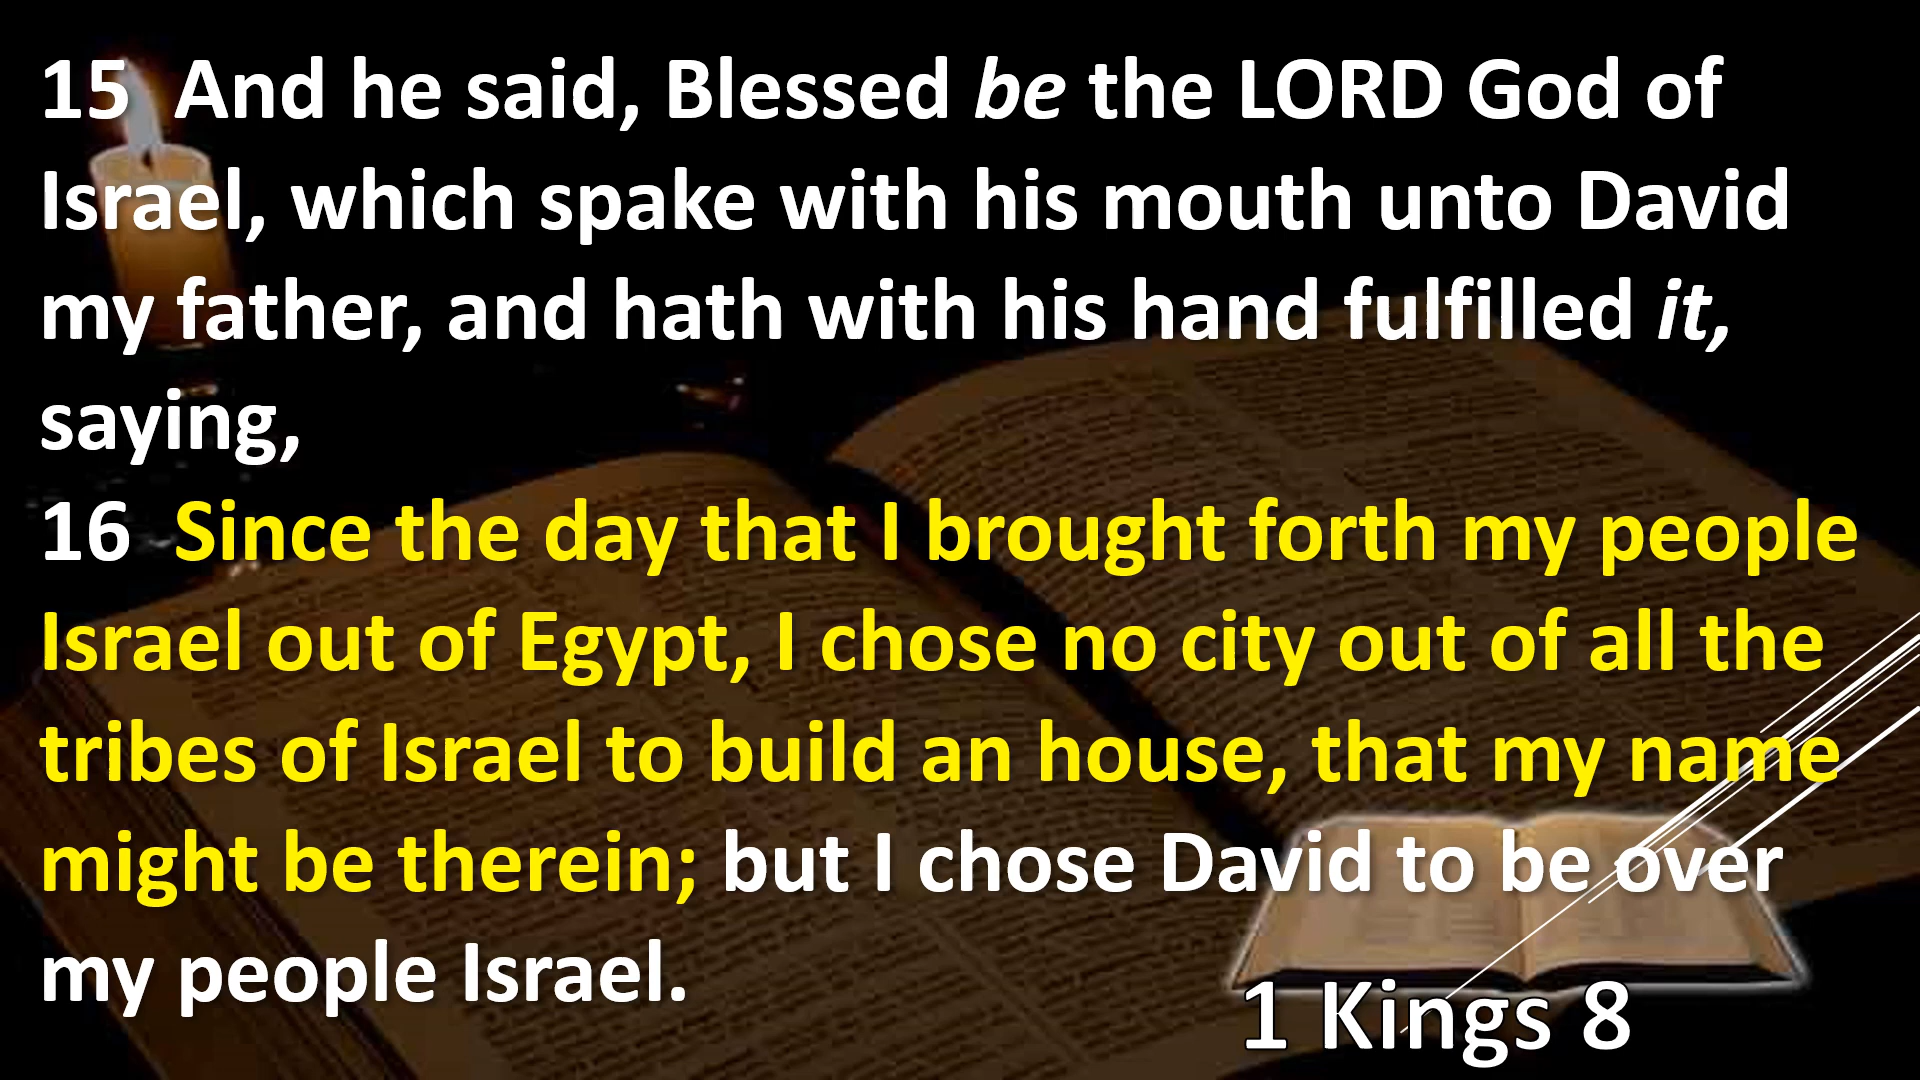 15  And he said, Blessed be the LORD God of
Israel, which spake with his mouth unto David
my father, and hath with his hand fulfilled it,
saying,
16  Since the day that I brought forth my people
Israel out of Egypt, I chose no city out of all the
tribes of Israel to build an house, that my name
might be therein; but I chose David to be over
my people Israel.
1 Kings 8